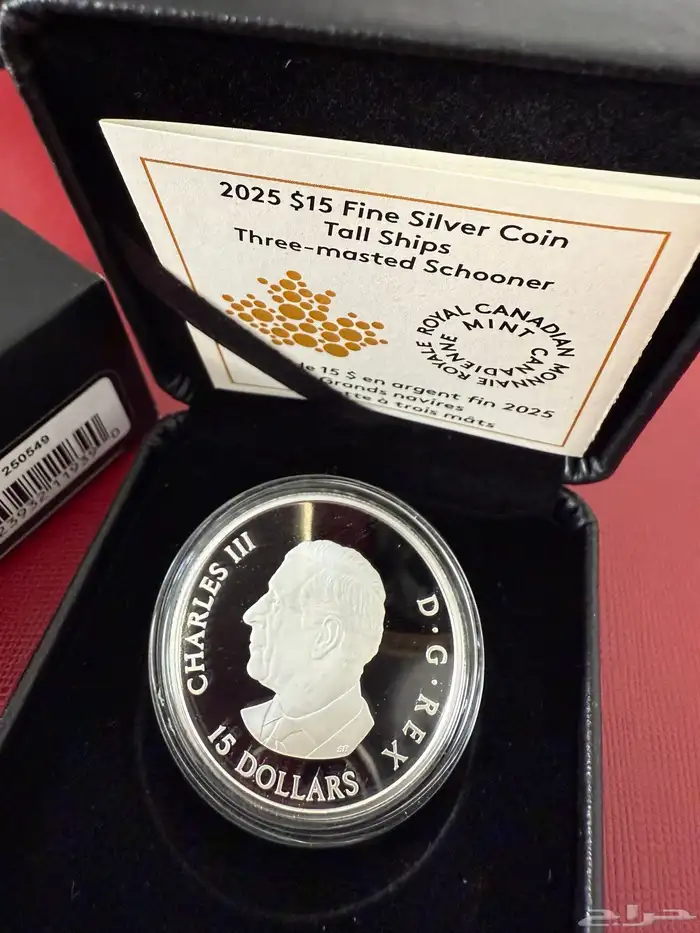 2025 $15 Fine Silver Coin
Tall Ships
Three-masted Schooner
ROYAL CANADIAN MINT
MONNAIE ROYALE CANADIENNE
de 15 $ en argent fin 2025
Grands navires
à trois mâts
250549
CHARLES III
D·G·REX
15 DOLLARS
حراج